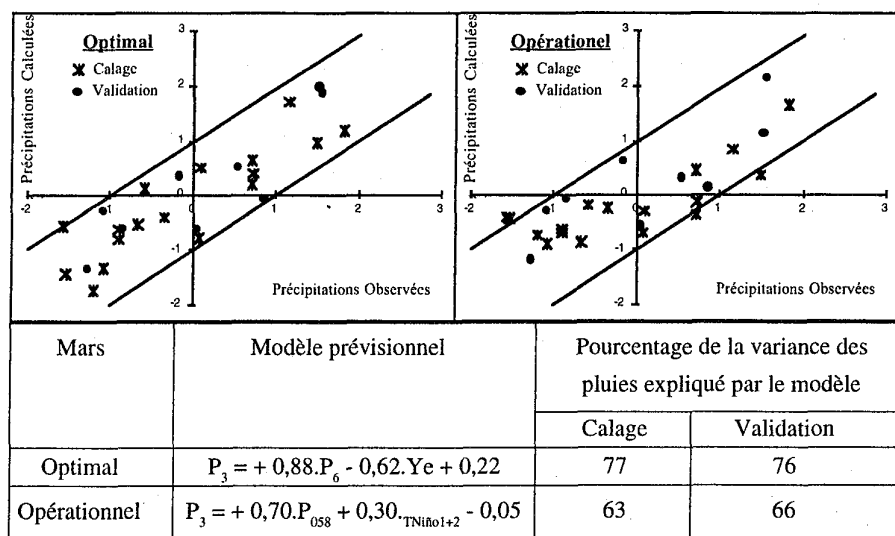 Précipitations Calculées
Optimal
Calage
Validation
3
2
1
0
-2
-1
0
1
2
3
-1
-2
Précipitations Observées
Précipitations Calculées
Opérationel
Calage
Validation
3
2
1
0
-2
-1
0
1
2
3
-1
-2
Précipitations Observées
Mars
Modèle prévisionnel
Pourcentage de la variance des
pluies expliqué par le modèle
Calage
Validation
Optimal
P3 = + 0,88.P6 - 0,62.Ye + 0,22
77
76
Opérationnel
P058 + 0,30.TNiño1+2 - 0,05
63
66